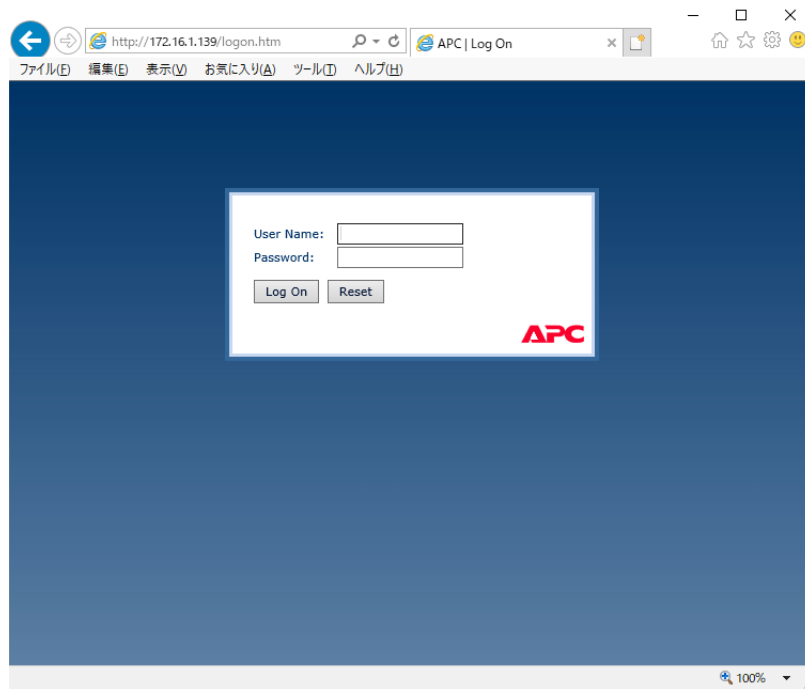 http://172.16.1.139/logon.htm
APC | Log On
ファイル(F) 編集(E) 表示(V) お気に入り(A) ツール(T) ヘルプ(H)
User Name:
Password:
Log On Reset
APC
100%